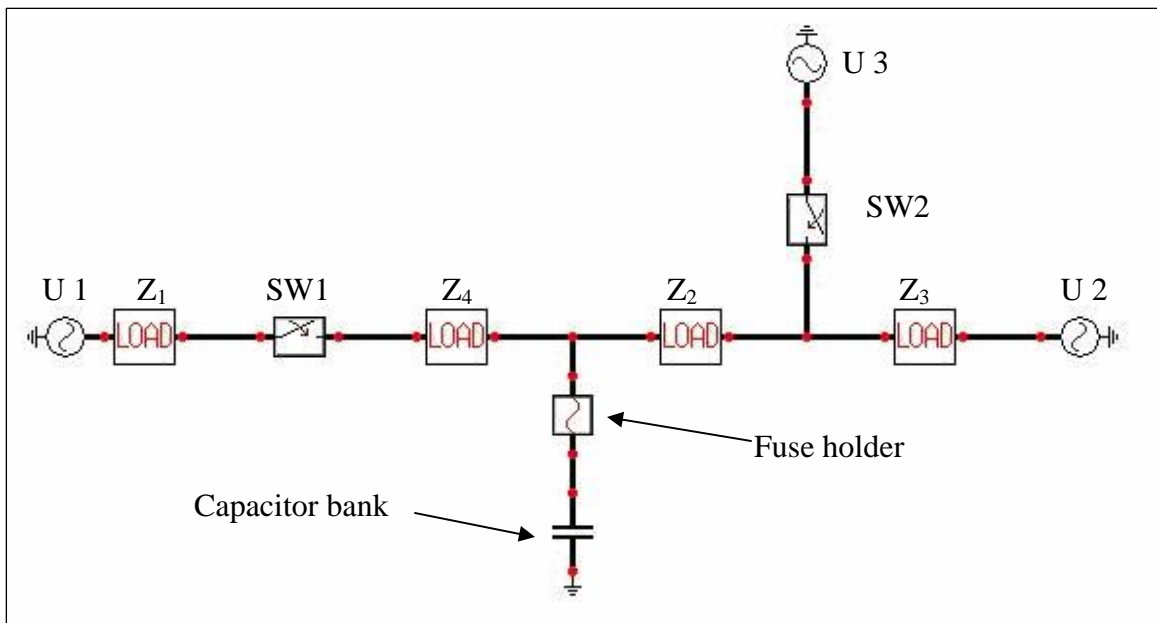 U 3
SW2
U 1
Z₁
SW1
Z₄
Z₂
Z₃
U 2
LOAD
LOAD
LOAD
LOAD
Fuse holder
Capacitor bank